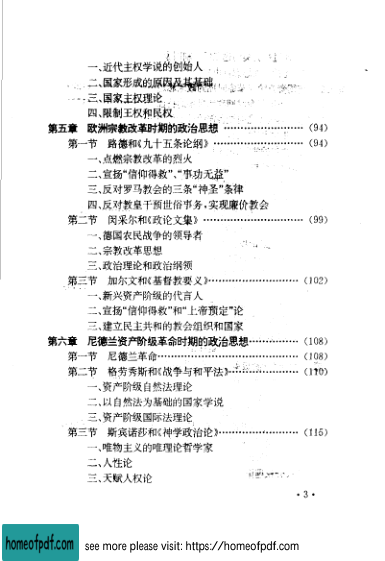 一、近代主权学说的创始人
二、国家形成的原因及其基础
三、国家主权理论
四、限制王权和民权
第五章 欧洲宗教改革时期的政治思想 ………………… (94)
第一节 路德和《九十五条论纲》 ………………… (94)
一、点燃宗教改革的烈火
二、宣扬“信仰得救”、“事功无益”
三、反对罗马教会的三条“神圣”条律
四、反对教皇干预世俗事务,实现廉价教会
第二节 闵采尔和《政论文集》 ………………… (99)
一、德国农民战争的领导者
二、宗教改革思想
三、政治理论和政治纲领
第三节 加尔文和《基督教要义》 ………………… (102)
一、新兴资产阶级的代言人
二、宣扬“信仰得救”和“上帝预定”论
三、建立民主共和的教会组织和国家
第六章 尼德兰资产阶级革命时期的政治思想 ………… (108)
第一节 尼德兰革命 ………………… (108)
第二节 格劳秀斯和《战争与和平法》 ………………… (110)
一、资产阶级自然法理论
二、以自然法为基础的国家学说
三、资产阶级国际法理论
第三节 斯宾诺莎和《神学政治论》 ………………… (115)
一、唯物主义的唯理论哲学家
二、人性论
三、天赋人权论
·3·
homeofpdf.com
see more please visit: https://homeofpdf.com